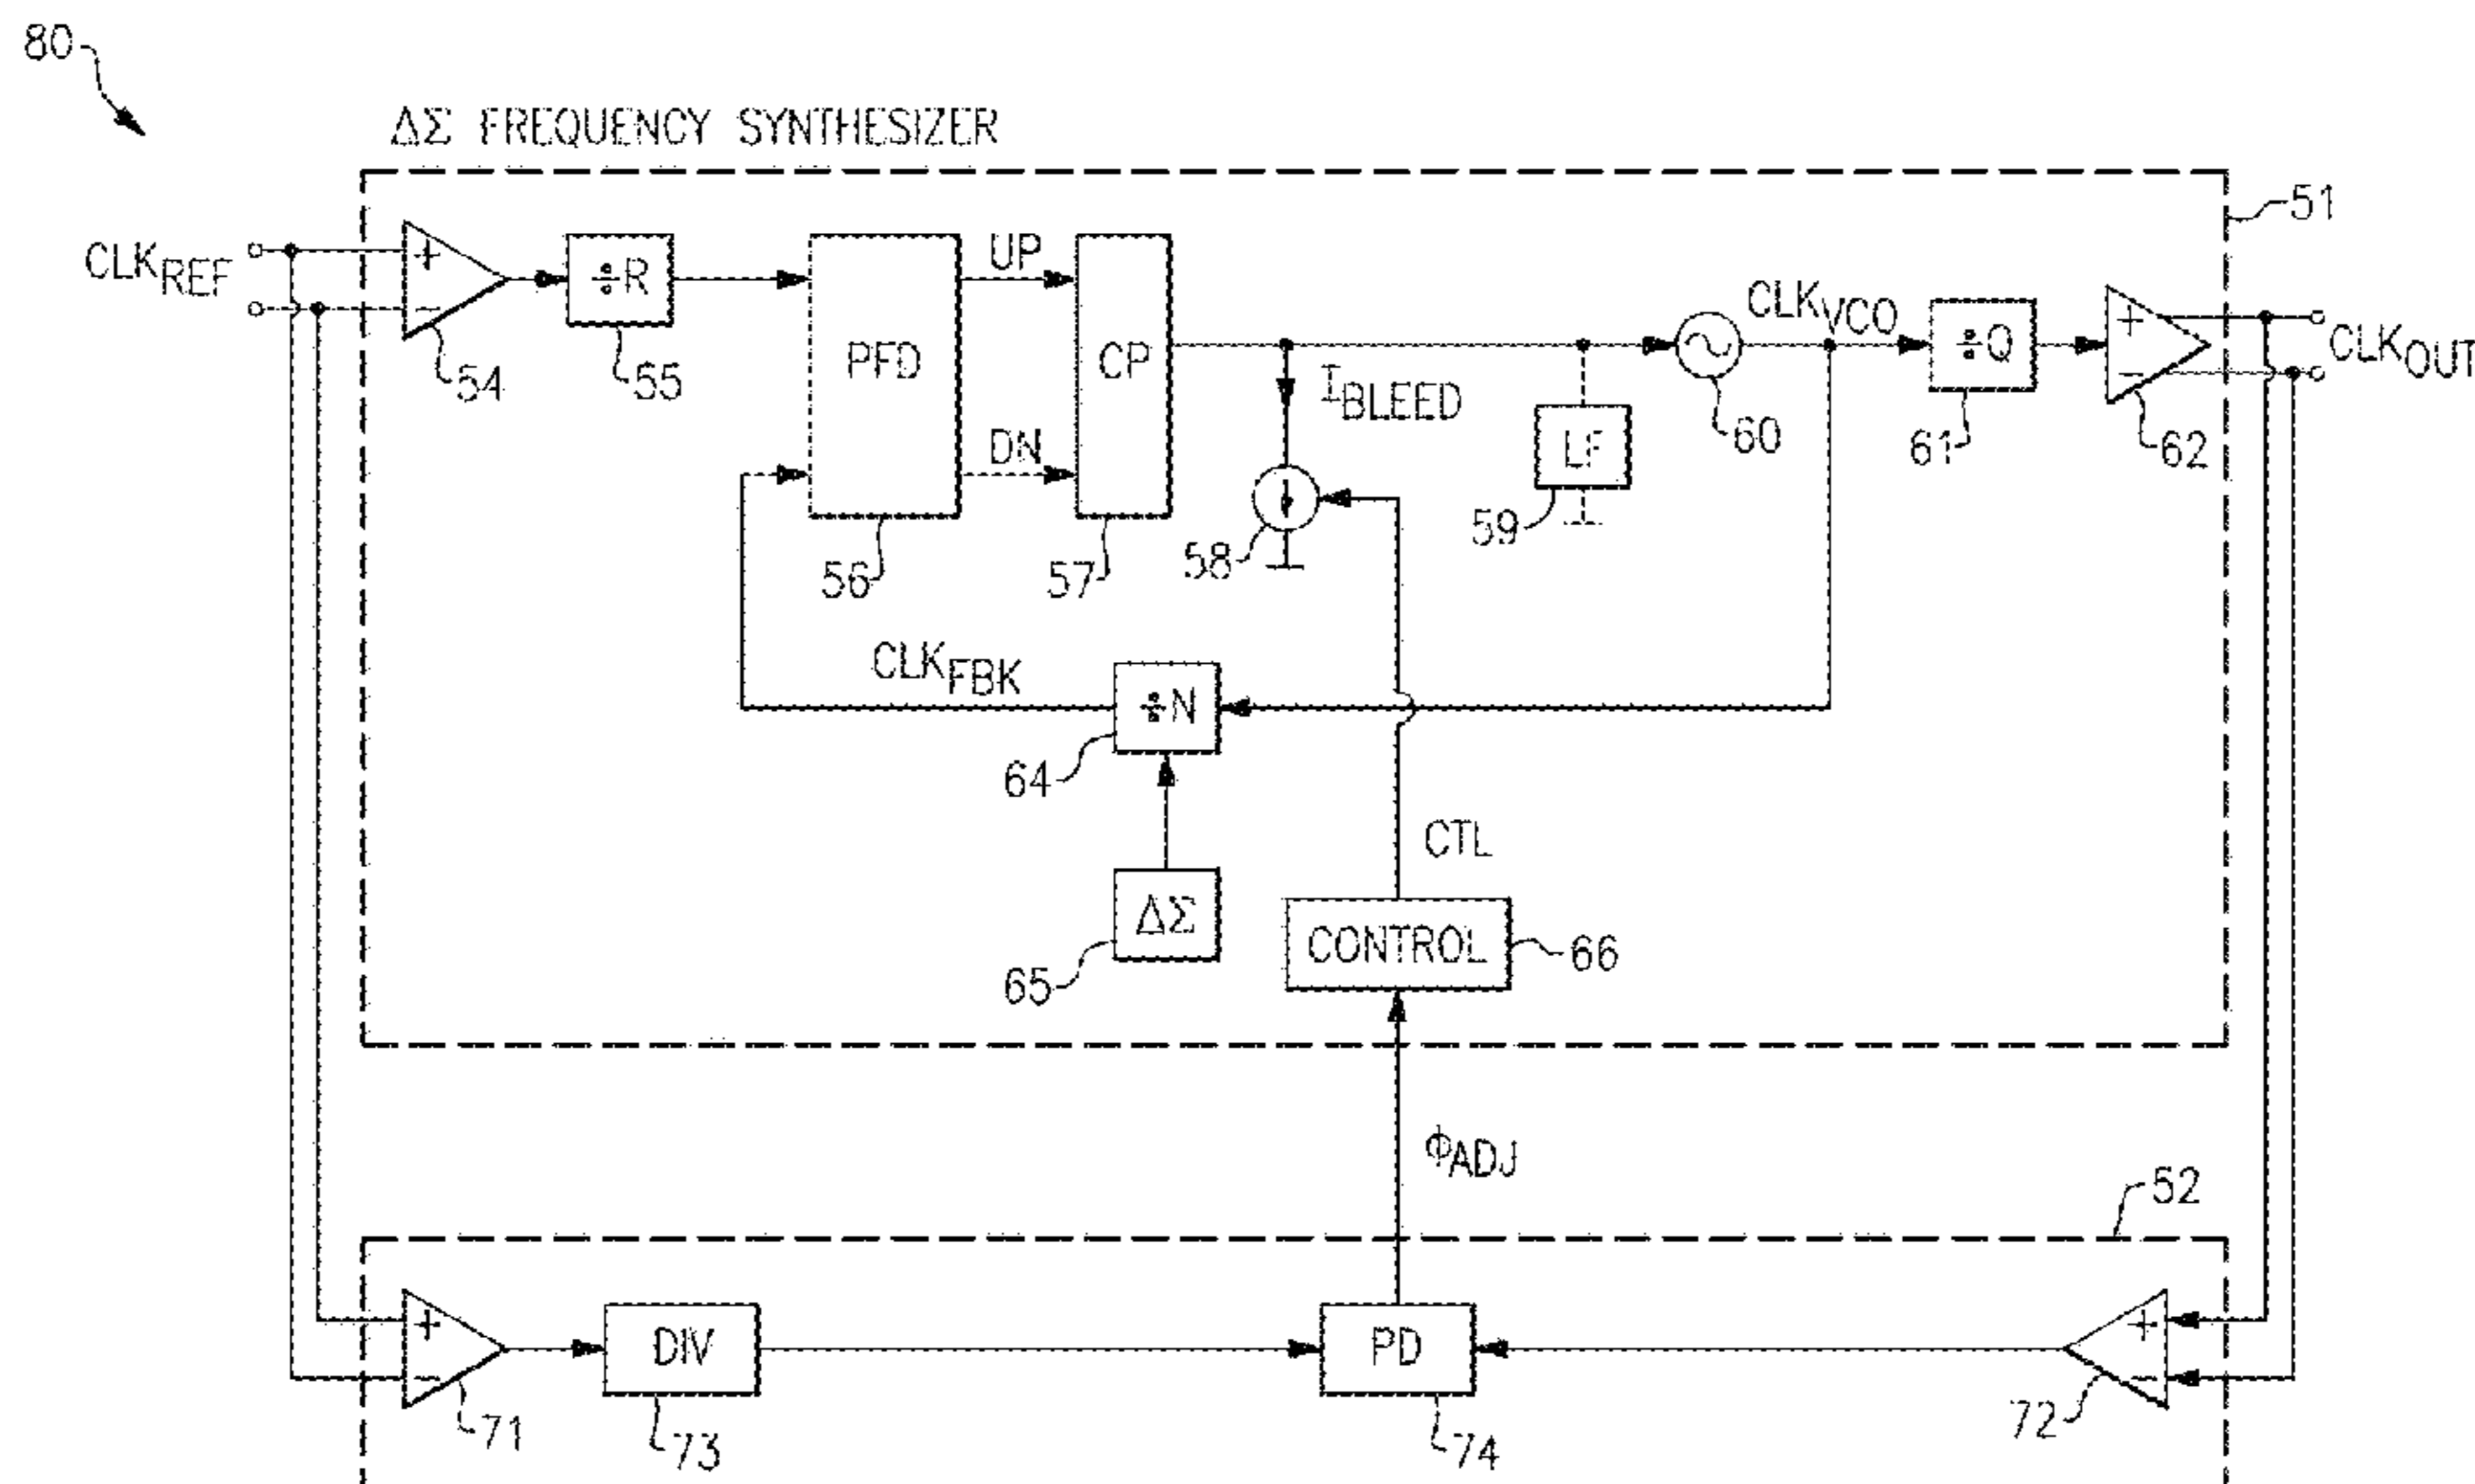 80
ΔΣ FREQUENCY SYNTHESIZER
51
CLKREF
54
÷R
55
PFD
56
UP
DN
CP
57
IBLEED
58
LF
59
60
CLKVCO
÷Q
61
62
CLKOUT
CLKFBK
÷N
64
ΔΣ
65
CTL
CONTROL
66
ΦADJ
52
+
−
71
DIV
73
PD
74
+
−
72